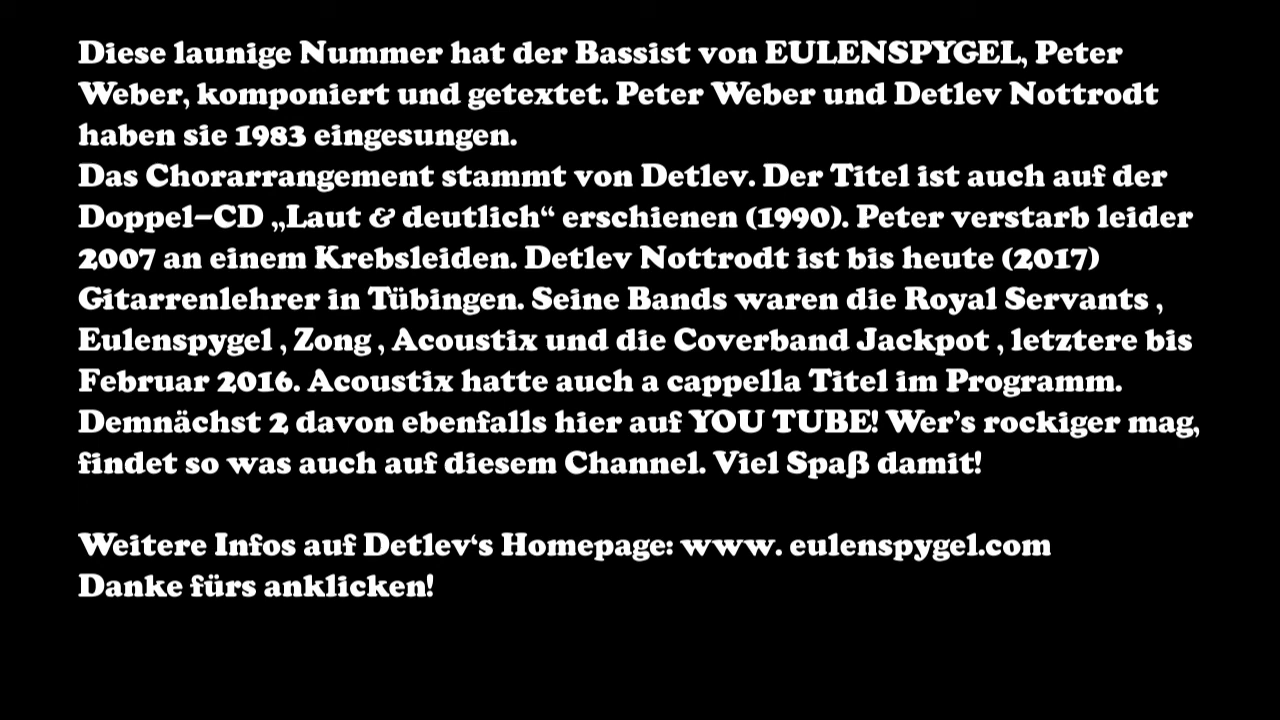 Diese launige Nummer hat der Bassist von EULENSPYGEL, Peter
Weber, komponiert und getextet. Peter Weber und Detlev Nottrodt
haben sie 1983 eingesungen.
Das Chorarrangement stammt von Detlev. Der Titel ist auch auf der
Doppel–CD „Laut & deutlich“ erschienen (1990). Peter verstarb leider
2007 an einem Krebsleiden. Detlev Nottrodt ist bis heute (2017)
Gitarrenlehrer in Tübingen. Seine Bands waren die Royal Servants ,
Eulenspygel , Zong , Acoustix und die Coverband Jackpot , letztere bis
Februar 2016. Acoustix hatte auch a cappella Titel im Programm.
Demnächst 2 davon ebenfalls hier auf YOU TUBE! Wer’s rockiger mag,
findet so was auch auf diesem Channel. Viel Spaß damit!
Weitere Infos auf Detlev‘s Homepage: www. eulenspygel.com
Danke fürs anklicken!